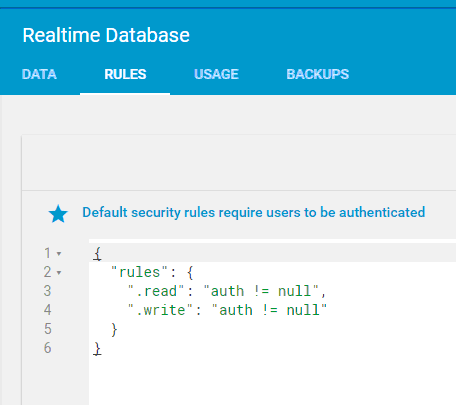 Realtime Database
DATA RULES USAGE BACKUPS
Default security rules require users to be authenticated
1 {
2 "rules": {
3 ".read": "auth != null",
4 ".write": "auth != null"
5 }
6 }